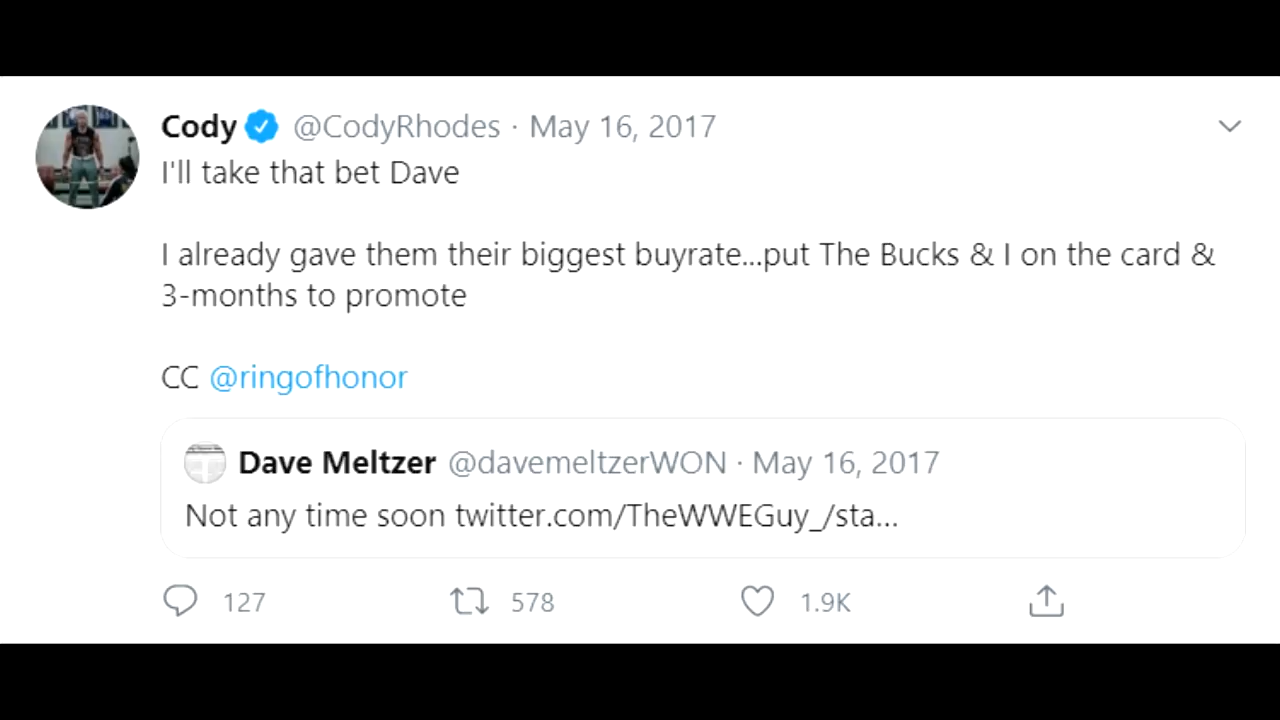 Cody @CodyRhodes · May 16, 2017
I'll take that bet Dave
I already gave them their biggest buyrate...put The Bucks & I on the card &
3-months to promote
CC @ringofhonor
Dave Meltzer @davemeltzerWON · May 16, 2017
Not any time soon twitter.com/TheWWEGuy_/sta...
127 578 1.9K